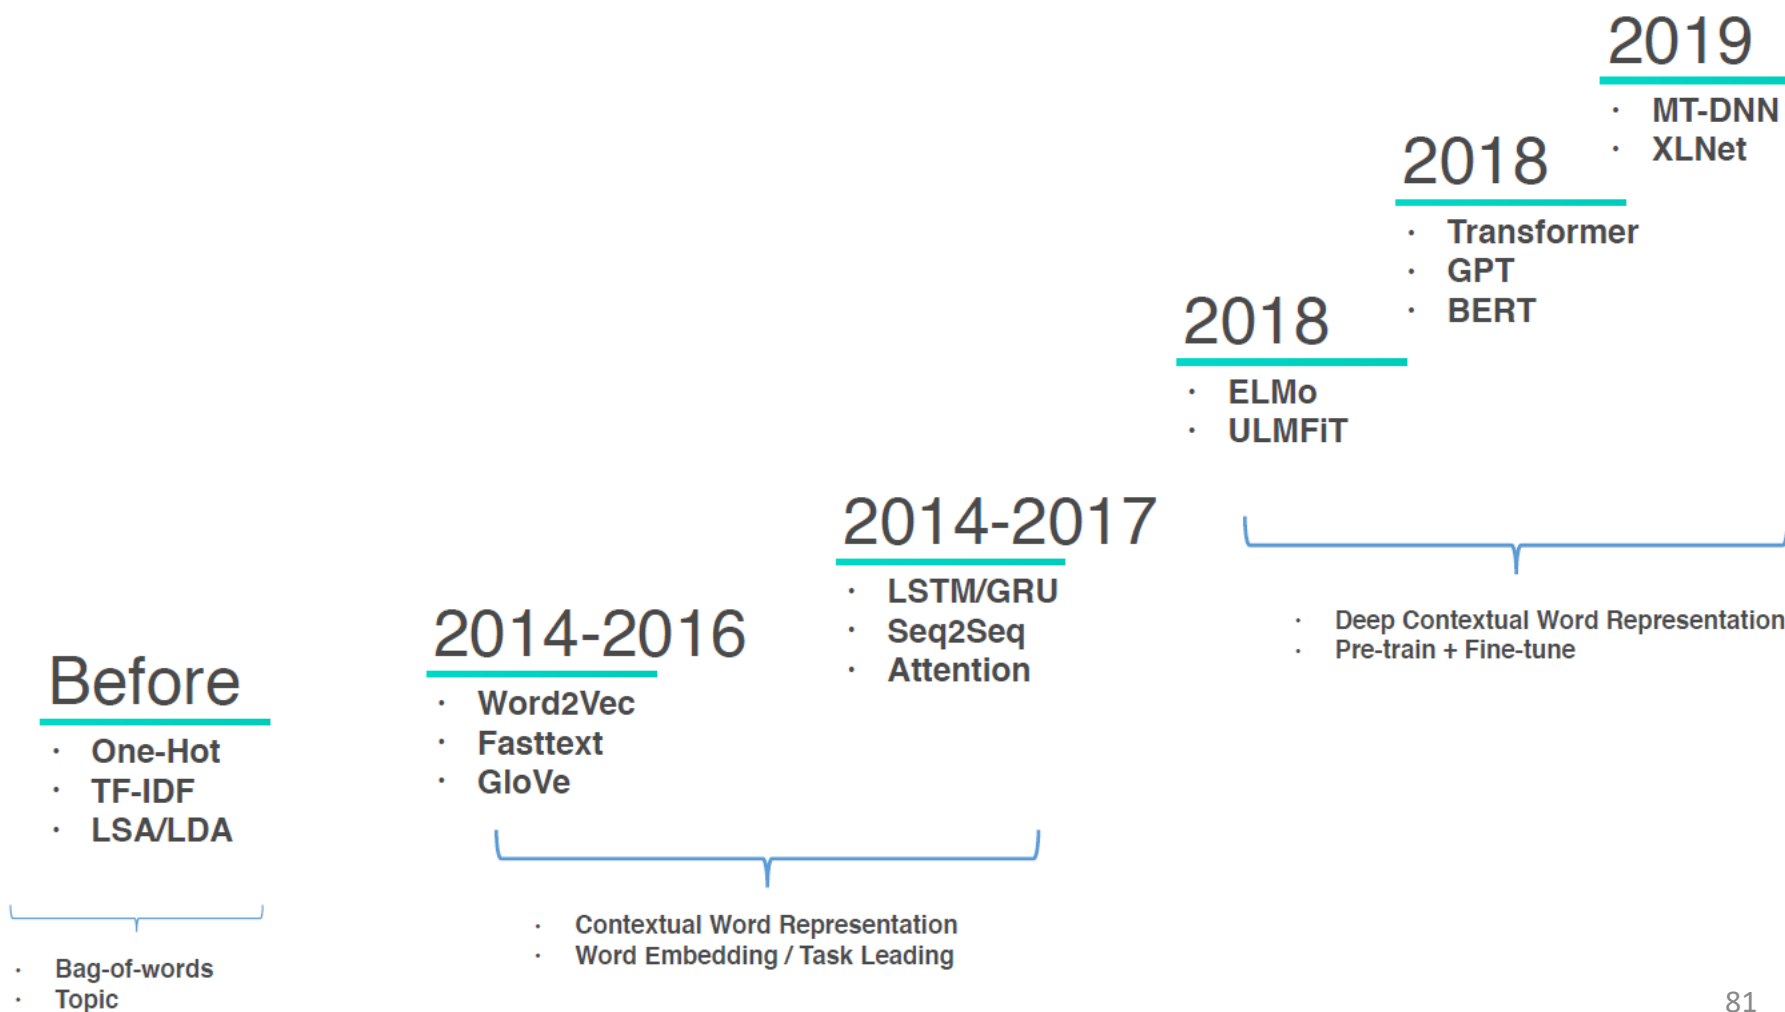 Before
· One-Hot
· TF-IDF
· LSA/LDA
· Bag-of-words
· Topic
2014-2016
· Word2Vec
· Fasttext
· GloVe
2014-2017
· LSTM/GRU
· Seq2Seq
· Attention
· Contextual Word Representation
· Word Embedding / Task Leading
2018
· ELMo
· ULMFiT
2018
· Transformer
· GPT
· BERT
2019
· MT-DNN
· XLNet
· Deep Contextual Word Representation
· Pre-train + Fine-tune
81